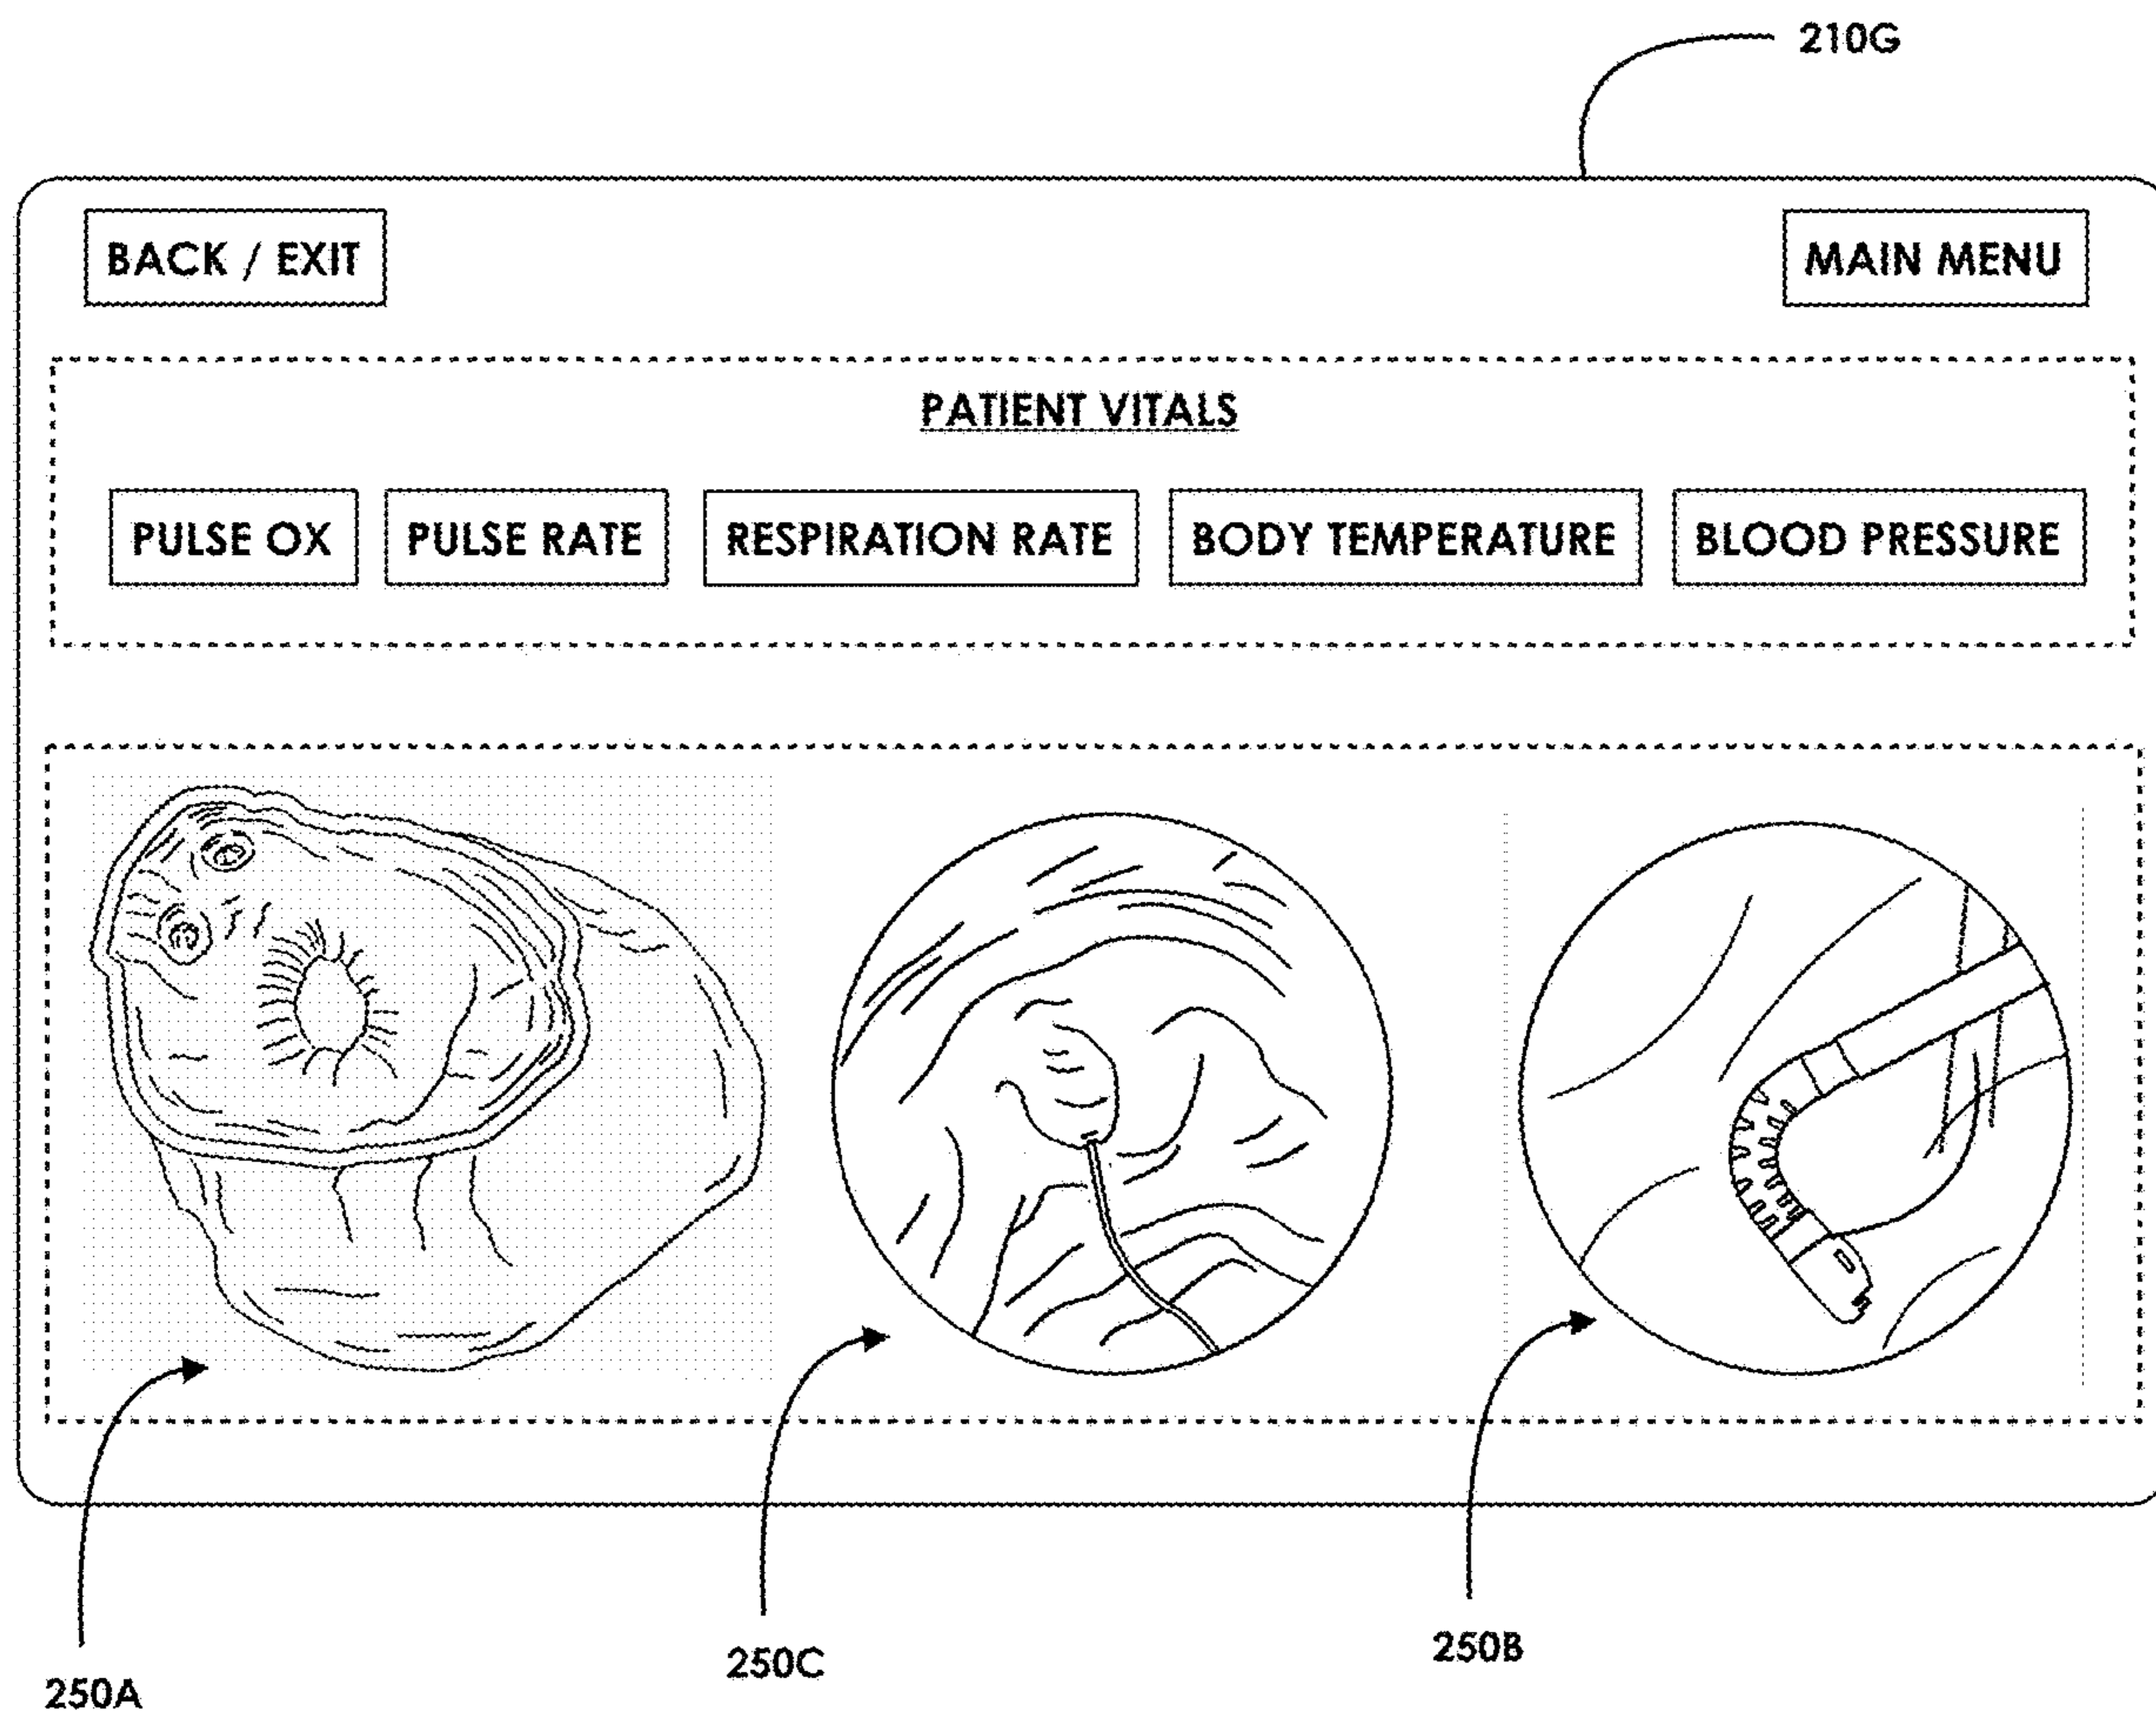 210G
BACK / EXIT
MAIN MENU
PATIENT VITALS
PULSE OX
PULSE RATE
RESPIRATION RATE
BODY TEMPERATURE
BLOOD PRESSURE
250A
250C
250B